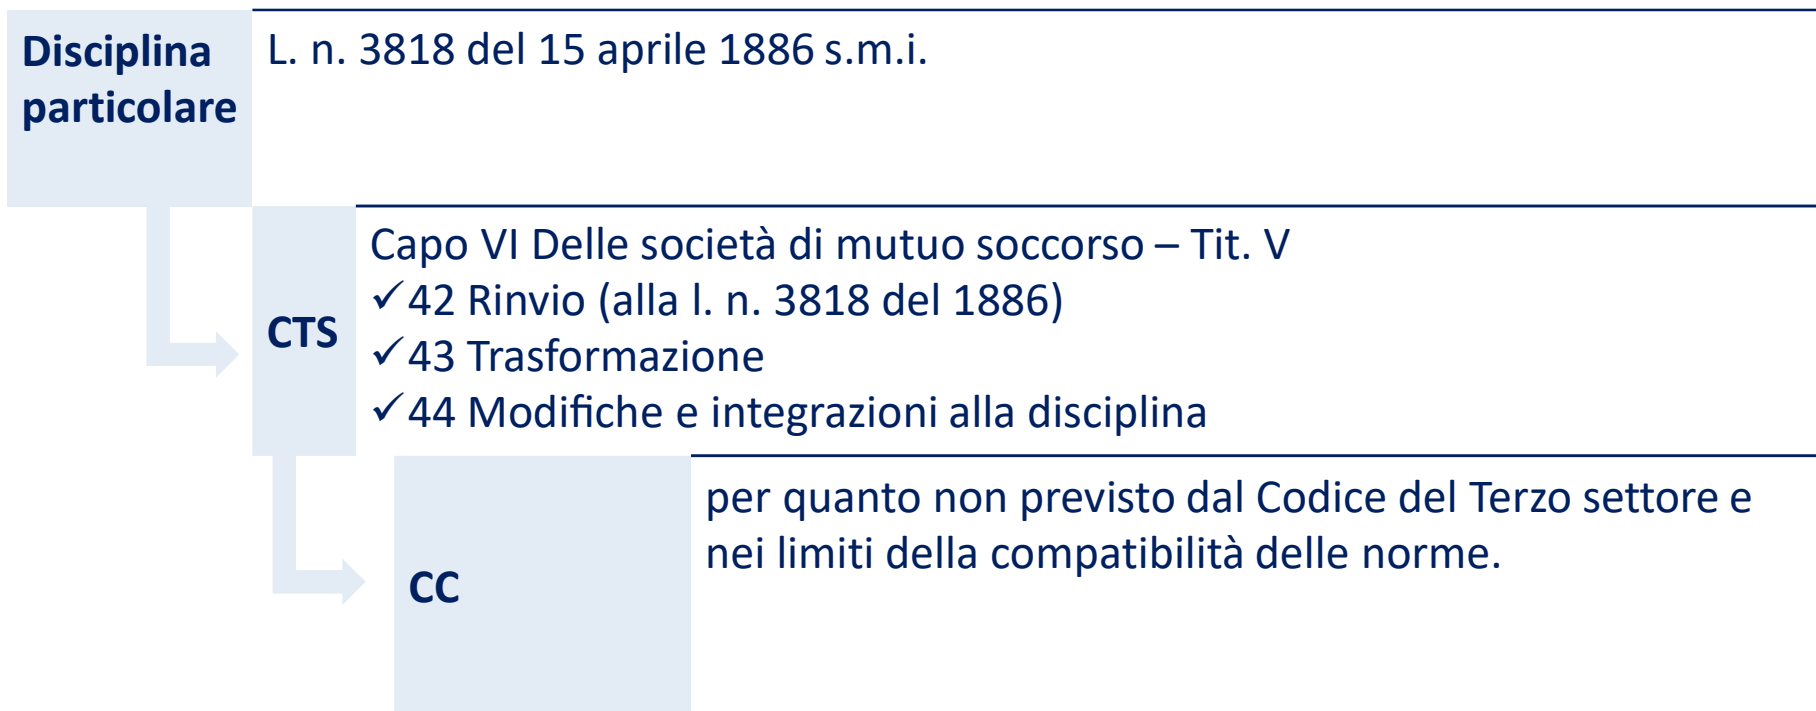 Disciplina
particolare
L. n. 3818 del 15 aprile 1886 s.m.i.
CTS
Capo VI Delle società di mutuo soccorso – Tit. V
✓42 Rinvio (alla l. n. 3818 del 1886)
✓43 Trasformazione
✓44 Modifiche e integrazioni alla disciplina
CC
per quanto non previsto dal Codice del Terzo settore e
nei limiti della compatibilità delle norme.